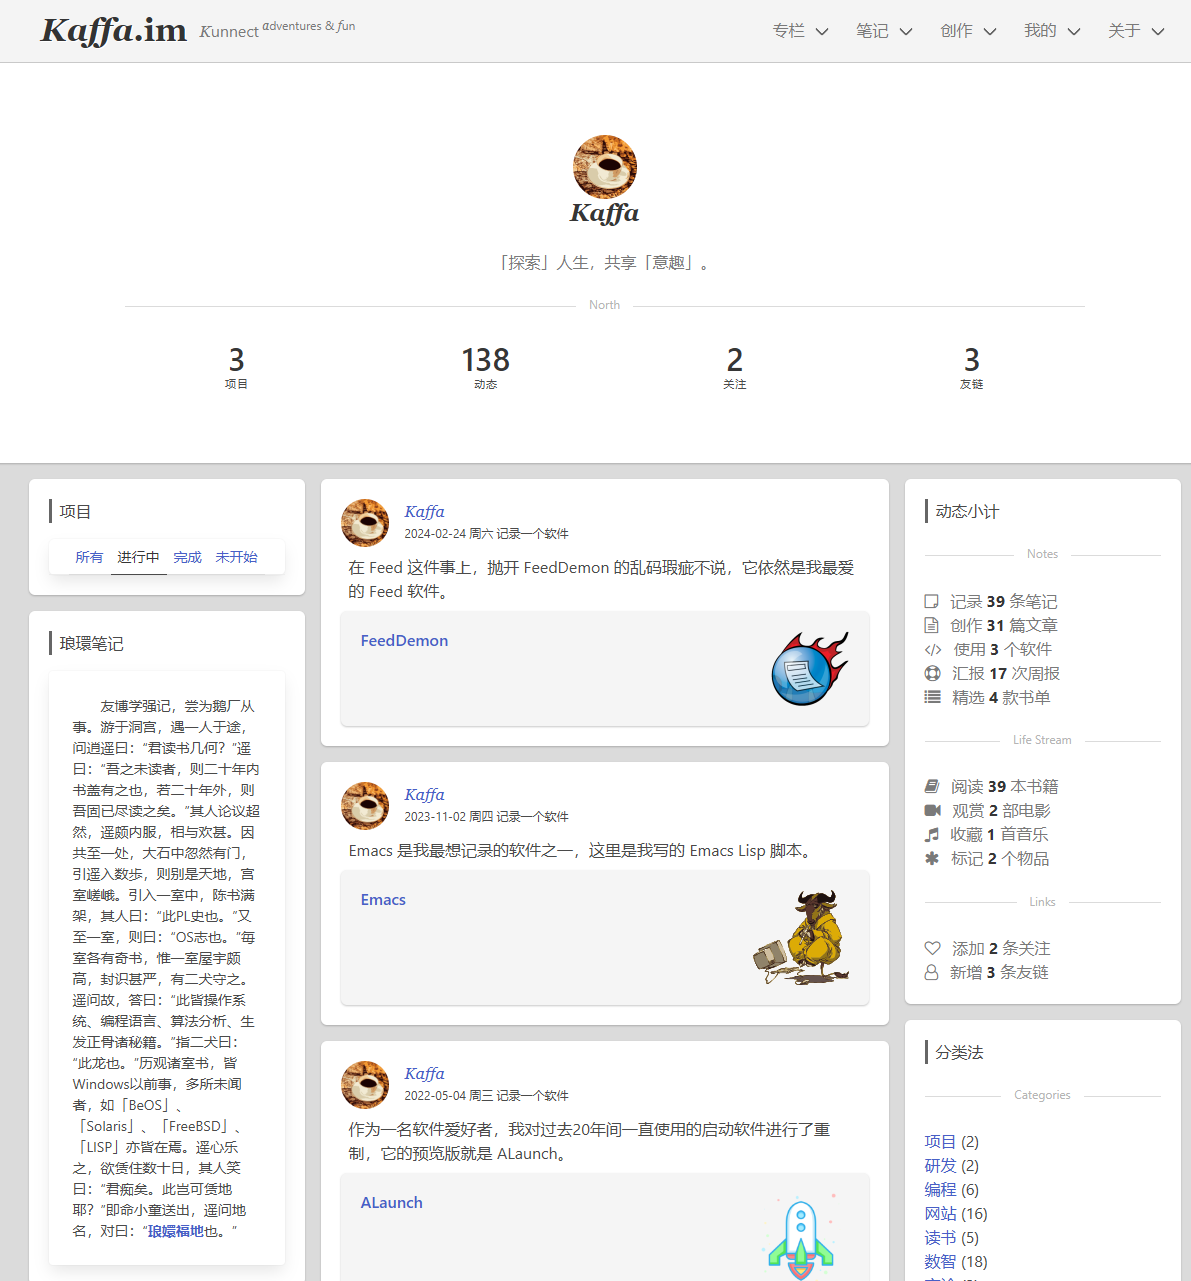 Kaffa.im Kunnect adventures & fun
专栏 笔记 创作 我的 关于
Kaffa
「探索」人生，共享「意趣」。
North
3 138 2 3
项目 动态 关注 友链
项目
所有 进行中 完成 未开始
琅環笔记
友博学强记，尝为鹅厂从
事。游于洞宫，遇一人于途，
问逍遥曰：“君读书几何？”遥
曰：“吾之未读者，则二十年内
书盖有之也，若二十年外，则
吾固已尽读之矣。”其人论议超
然，遥颇内服，相与欢甚。因
共至一处，大石中忽然有门，
引遥入数歩，则别是天地，宫
室嵯峨。引入一室中，陈书满
架，其人曰：“此PL史也。”又
至一室，则曰：“OS志也。”每
室各有奇书，惟一室屋宇颇
高，封识甚严，有二犬守之。
遥问故，答曰：“此皆操作系
统、编程语言、算法分析、生
发正骨诸秘籍。”指二犬曰：
“此龙也。”历观诸室书，皆
Windows以前事，多所未闻
者，如「BeOS」、
「Solaris」、「FreeBSD」、
「LISP」亦皆在焉。遥心乐
之，欲赁住数十日，其人笑
曰：“君痴矣。此岂可赁地
耶？”即命小童送出，遥问地
名，对曰：“琅嬛福地也。”
Kaffa
2024-02-24 周六 记录一个软件
在 Feed 这件事上，抛开 FeedDemon 的乱码瑕疵不说，它依然是我最爱
的 Feed 软件。
FeedDemon
Kaffa
2023-11-02 周四 记录一个软件
Emacs 是我最想记录的软件之一，这里是我写的 Emacs Lisp 脚本。
Emacs
Kaffa
2022-05-04 周三 记录一个软件
作为一名软件爱好者，我对过去20年间一直使用的启动软件进行了重
制，它的预览版就是 ALaunch。
ALaunch
动态小计
Notes
记录 39 条笔记
创作 31 篇文章
使用 3 个软件
汇报 17 次周报
精选 4 款书单
Life Stream
阅读 39 本书籍
观赏 2 部电影
收藏 1 首音乐
标记 2 个物品
Links
添加 2 条关注
新增 3 条友链
分类法
Categories
项目 (2)
研发 (2)
编程 (6)
网站 (16)
读书 (5)
数智 (18)